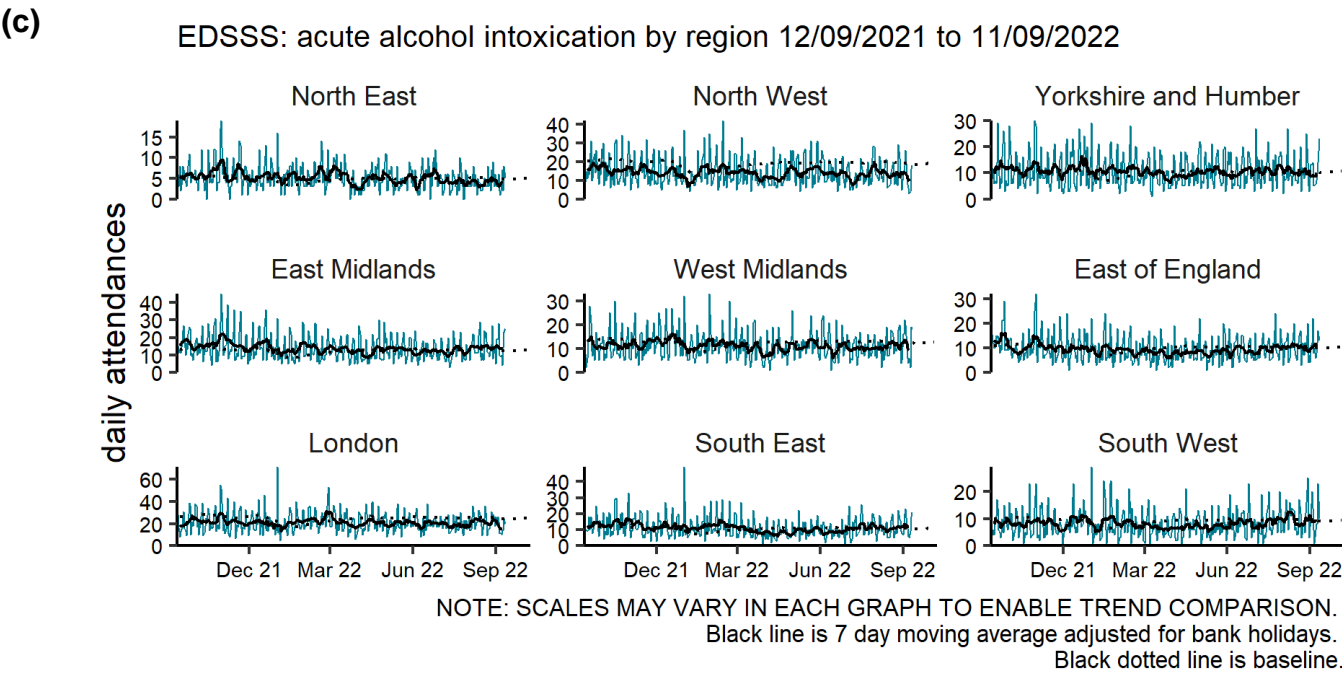 (c)
EDSSS: acute alcohol intoxication by region 12/09/2021 to 11/09/2022
daily attendances
North East
15
10
5
0
North West
40
30
20
10
0
Yorkshire and Humber
30
20
10
0
East Midlands
40
30
20
10
0
West Midlands
30
20
10
0
East of England
30
20
10
0
London
60
40
20
0
South East
40
30
20
10
0
South West
20
10
0
Dec 21 Mar 22 Jun 22 Sep 22
Dec 21 Mar 22 Jun 22 Sep 22
Dec 21 Mar 22 Jun 22 Sep 22
NOTE: SCALES MAY VARY IN EACH GRAPH TO ENABLE TREND COMPARISON.
Black line is 7 day moving average adjusted for bank holidays.
Black dotted line is baseline.